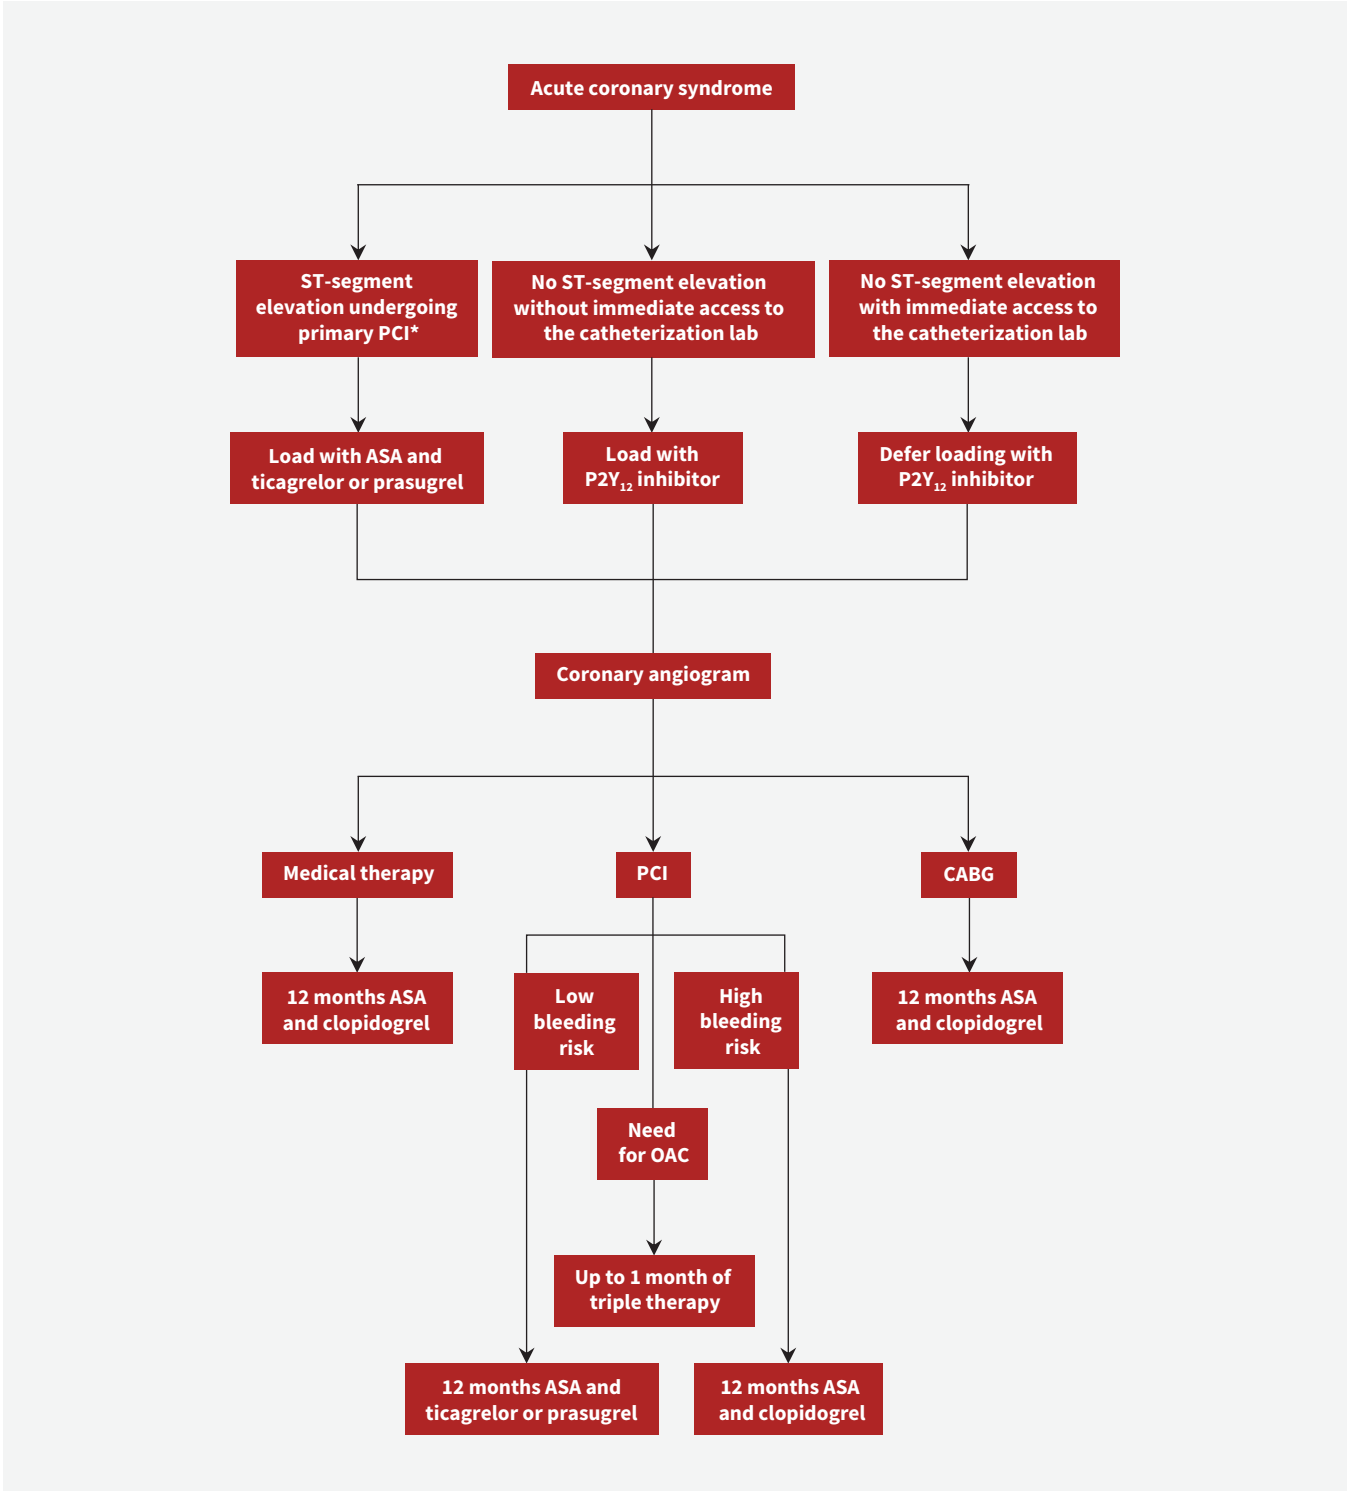 Acute coronary syndrome
ST-segment
elevation undergoing
primary PCI*
No ST-segment elevation
without immediate access to
the catheterization lab
No ST-segment elevation
with immediate access to
the catheterization lab
Load with ASA and
ticagrelor or prasugrel
Load with
P2Y₁₂ inhibitor
Defer loading with
P2Y₁₂ inhibitor
Coronary angiogram
Medical therapy
PCI
CABG
12 months ASA
and clopidogrel
Low
bleeding
risk
High
bleeding
risk
12 months ASA
and clopidogrel
Need
for OAC
Up to 1 month of
triple therapy
12 months ASA and
ticagrelor or prasugrel
12 months ASA
and clopidogrel